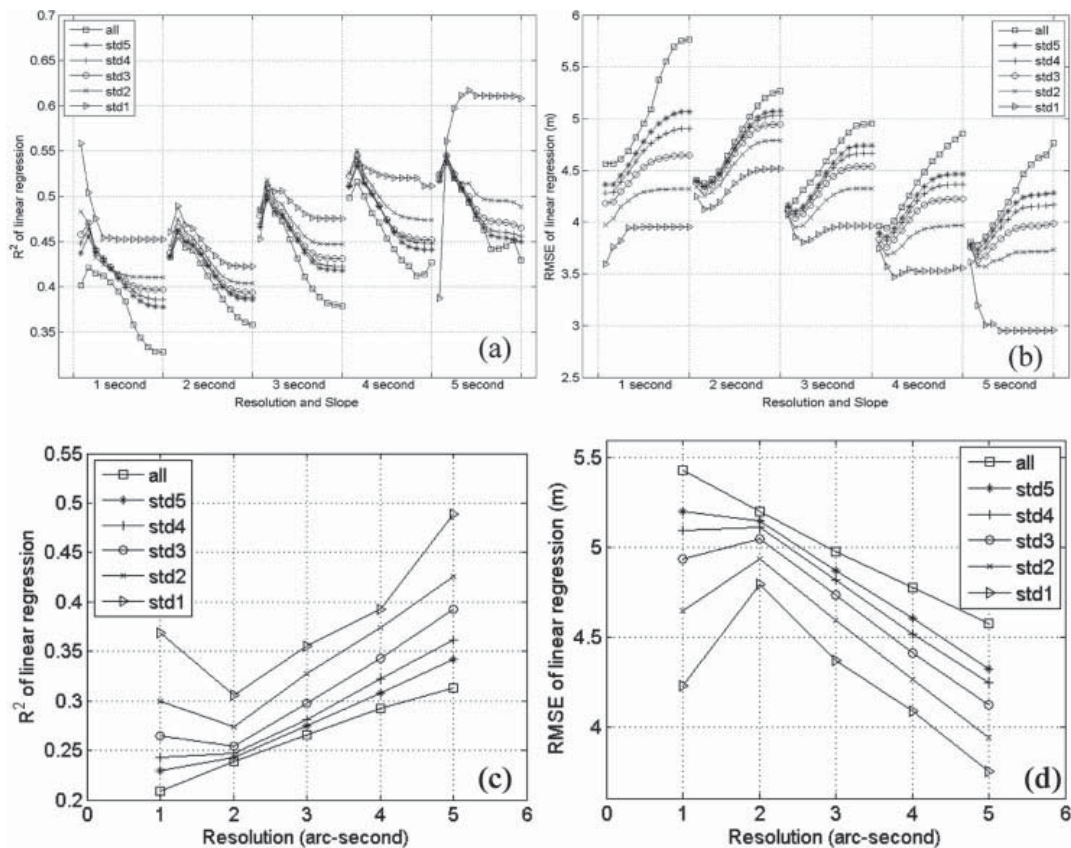 0.7
0.65
0.6
0.55
0.5
0.45
0.4
0.35
R² of linear regression
all
std5
std4
std3
std2
std1
(a)
1 second
2 second
3 second
4 second
5 second
Resolution and Slope
6
5.5
5
4.5
4
3.5
3
2.5
RMSE of linear regression (m)
all
std5
std4
std3
std2
std1
(b)
1 second
2 second
3 second
4 second
5 second
Resolution and Slope
0.55
0.5
0.45
0.4
0.35
0.3
0.25
0.2
R² of linear regression
all
std5
std4
std3
std2
std1
(c)
0 1 2 3 4 5 6
Resolution (arc-second)
5.5
5
4.5
4
RMSE of linear regression (m)
all
std5
std4
std3
std2
std1
(d)
0 1 2 3 4 5 6
Resolution (arc-second)